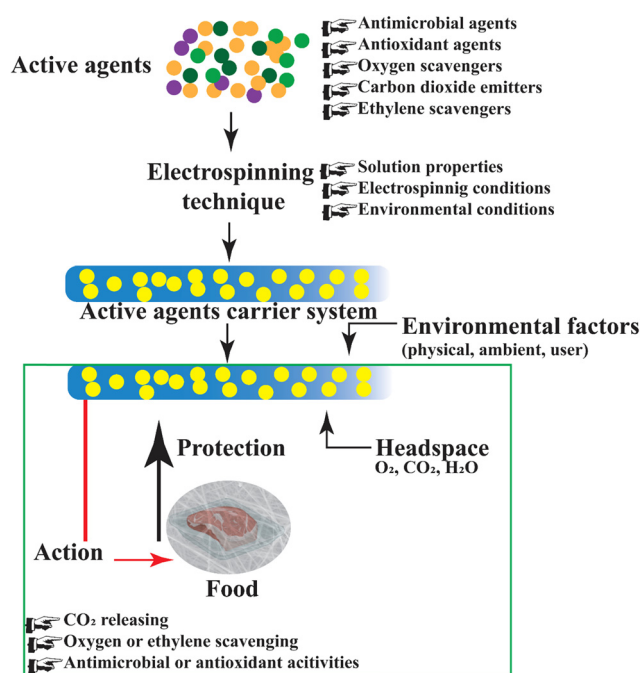 Active agents
Antimicrobial agents
Antioxidant agents
Oxygen scavengers
Carbon dioxide emitters
Ethylene scavengers
Electrospinning
technique
Solution properties
Electrospinnig conditions
Environmental conditions
Active agents carrier system
Environmental factors
(physical, ambient, user)
Protection
Headspace
O₂, CO₂, H₂O
Action
Food
CO₂ releasing
Oxygen or ethylene scavenging
Antimicrobial or antioxidant acitivities